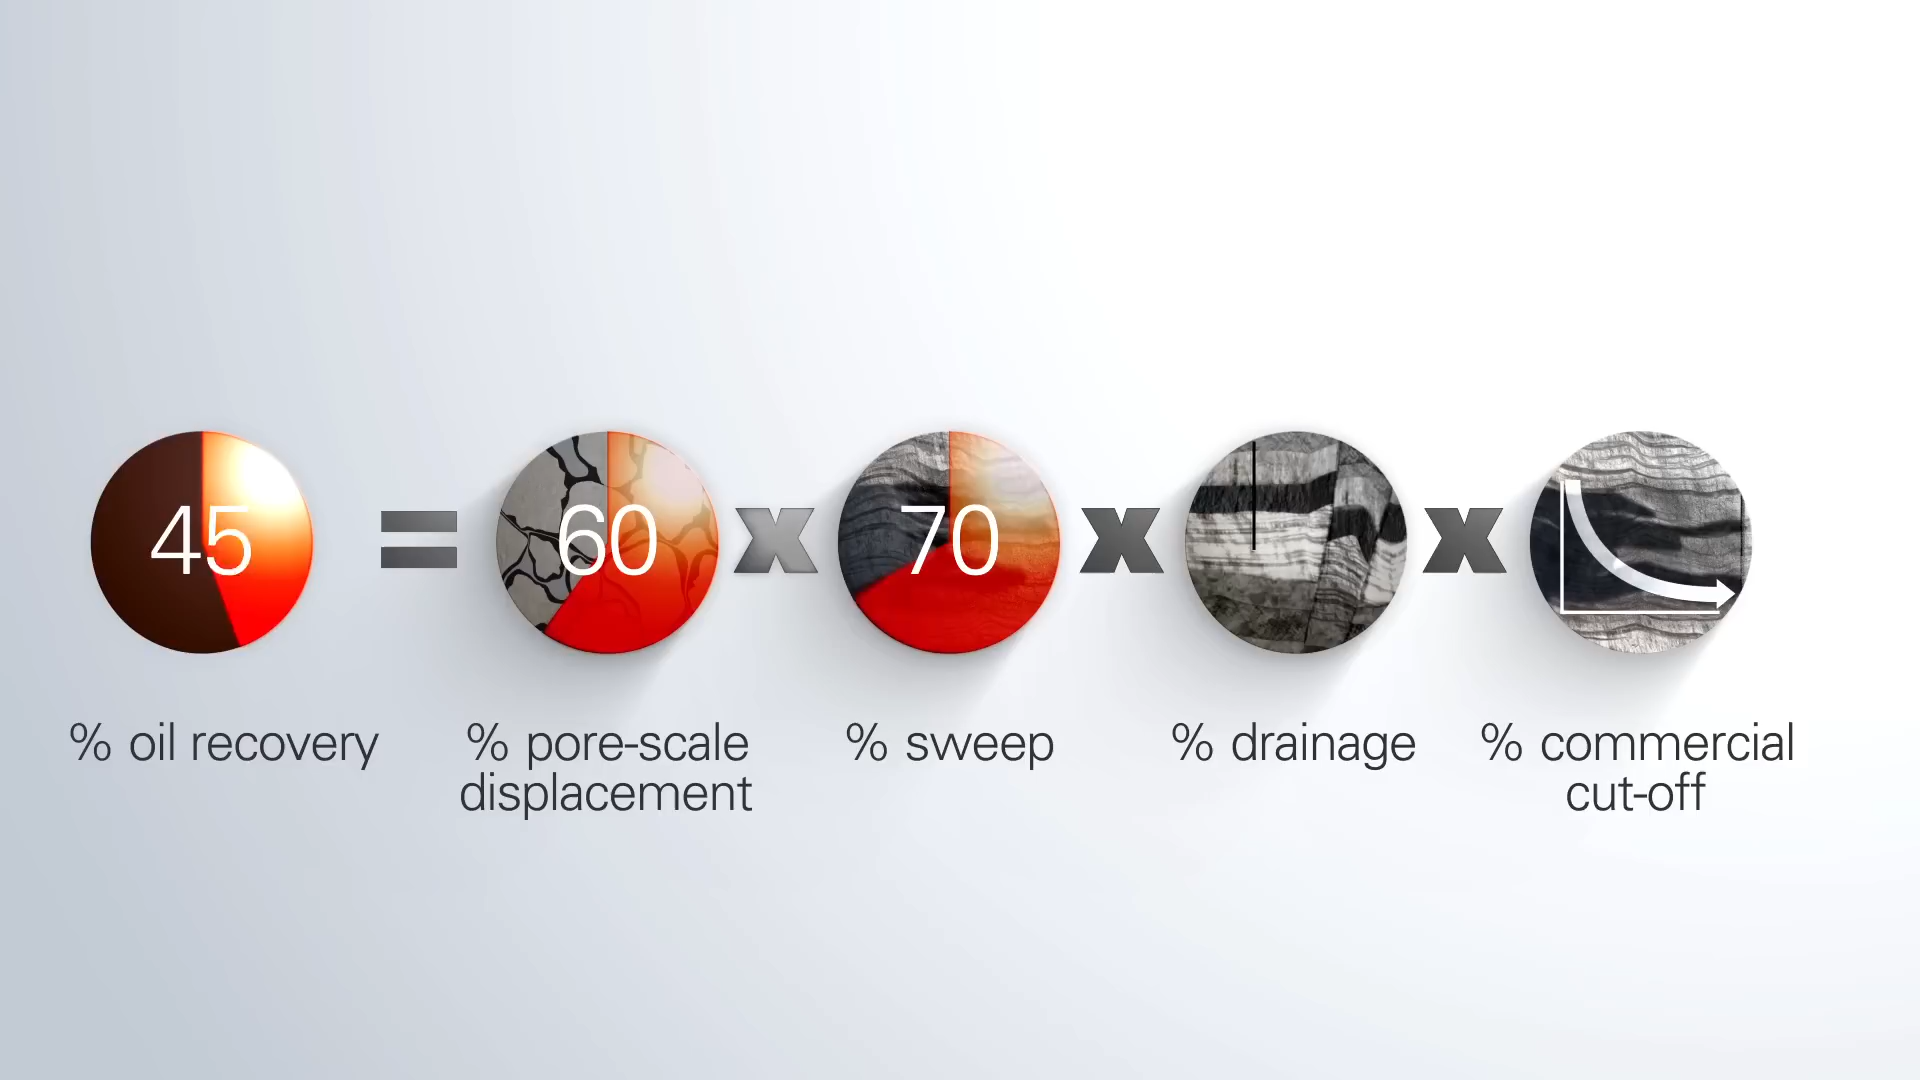 45 = 60 x 70 x x
% oil recovery
% pore-scale
displacement
% sweep
% drainage
% commercial
cut-off